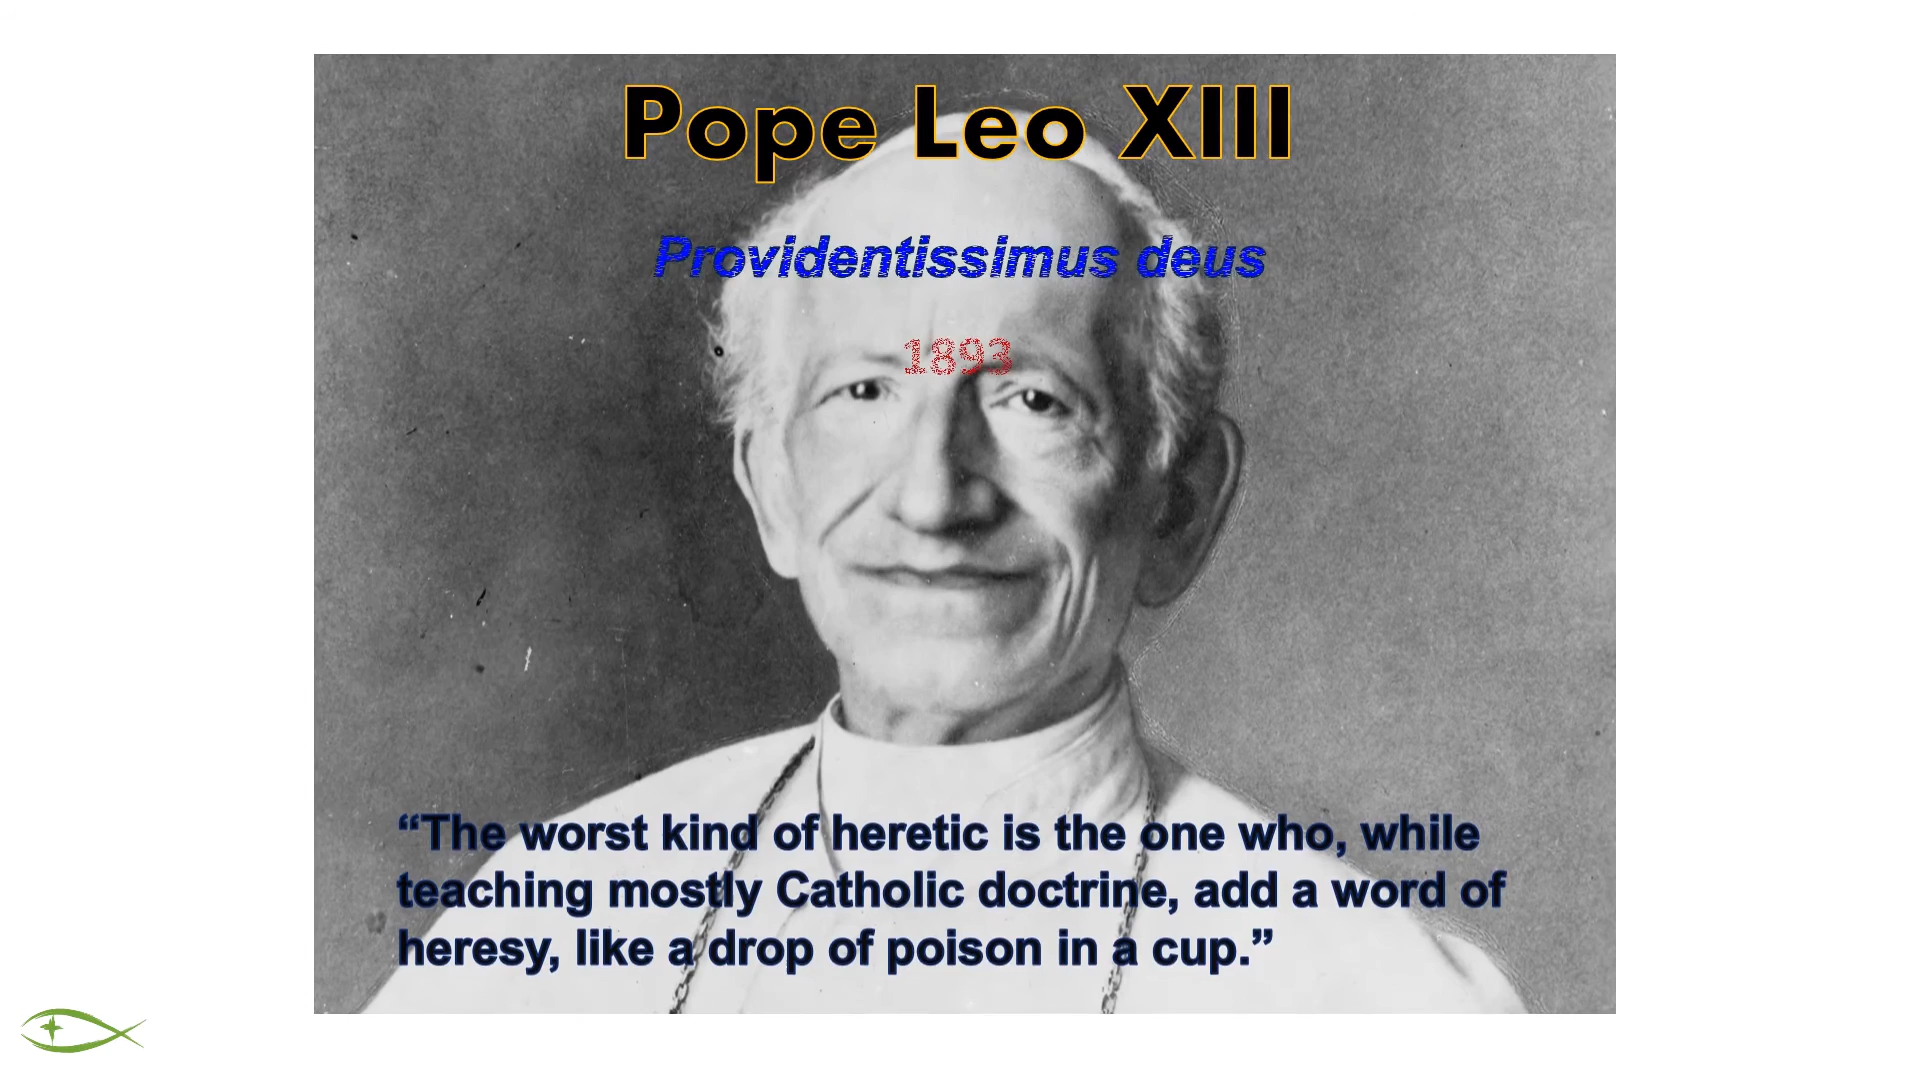 Pope Leo XIII
Providentissimus deus
1893
“The worst kind of heretic is the one who, while
teaching mostly Catholic doctrine, add a word of
heresy, like a drop of poison in a cup.”